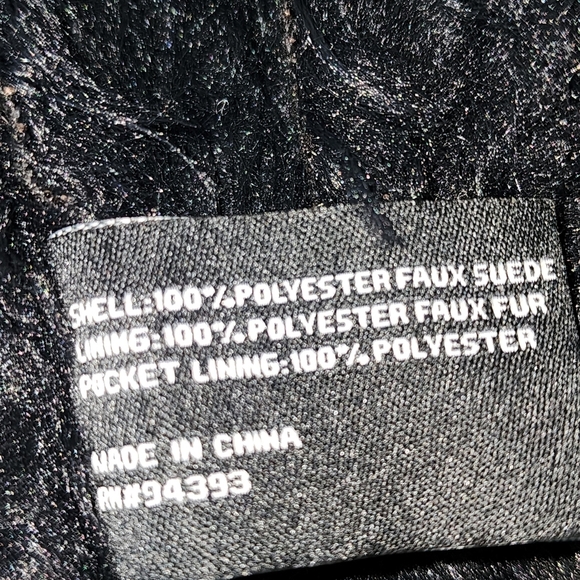 SHELL:100%POLYESTER FAUX SUEDE
LINING:100%POLYESTER FAUX FUR
POCKET LINING:100%POLYESTER
MADE IN CHINA
RN#94393